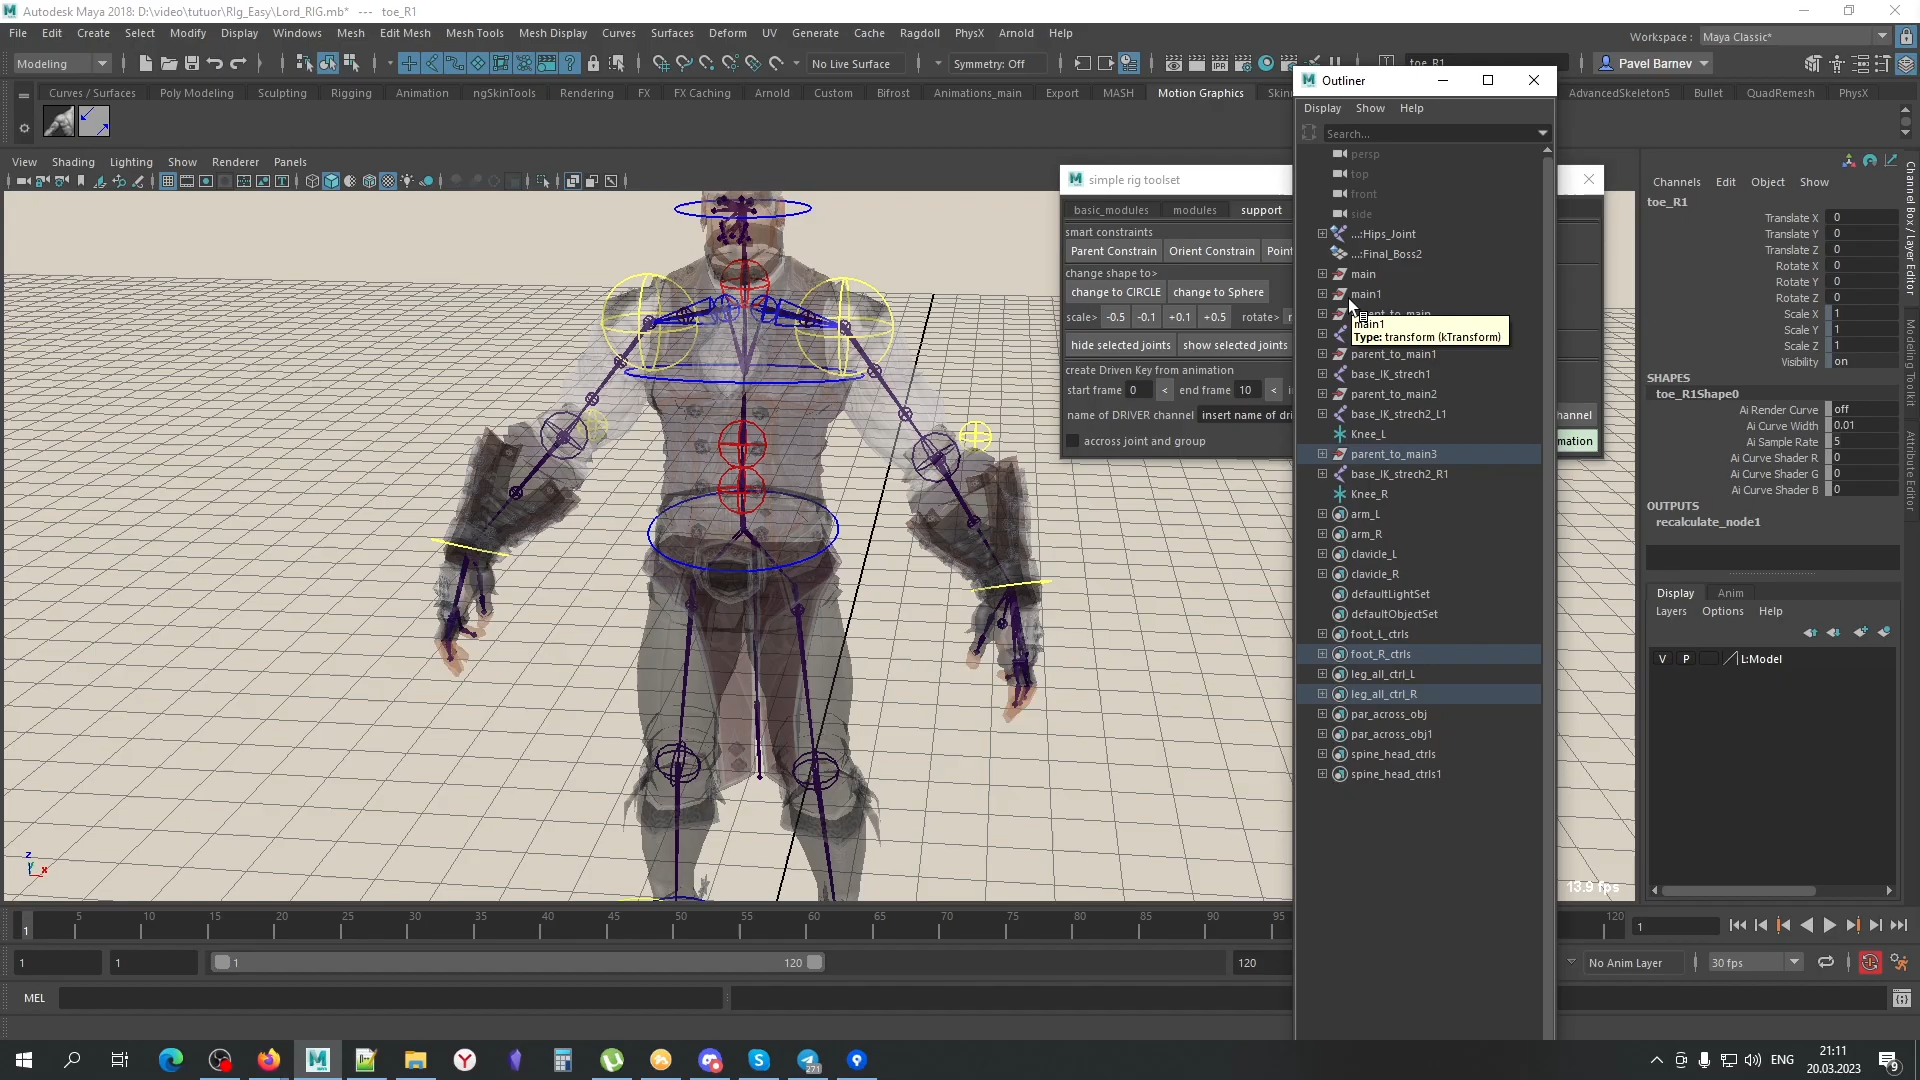 Autodesk Maya 2018: D:\video\tutuor\RIg_Easy\Lord_RIG.mb*   ---   toe_R1
File Edit Create Select Modify Display Windows Mesh Edit Mesh Mesh Tools Mesh Display Curves Surfaces Deform UV Generate Cache Ragdoll PhysX Arnold Help
Workspace : Maya Classic*
Modeling No Live Surface Symmetry: Off toe_R1 Pavel Barnev
Curves / Surfaces Poly Modeling Sculpting Rigging Animation ngSkinTools Rendering FX FX Caching Arnold Custom Bifrost Animations_main Export MASH Motion Graphics AdvancedSkeleton5 Bullet QuadRemesh PhysX
View Shading Lighting Show Renderer Panels
simple rig toolset
basic_modules modules support
smart constraints
Parent Constrain Orient Constrain
change shape to>
change to CIRCLE change to Sphere
scale> -0.5 -0.1 +0.1 +0.5 rotate>
hide selected joints show selected joints
create Driven Key from animation
start frame 0 < end frame 10 <
name of DRIVER channel insert name of dri
accross joint and group
Outliner
Display Show Help
Search...
persp
top
front
side
...:Hips_Joint
...:Final_Boss2
main
main1
main1
Type: transform (kTransform)
parent_to_main1
base_IK_strech1
parent_to_main2
base_IK_strech2_L1
Knee_L
parent_to_main3
base_IK_strech2_R1
Knee_R
arm_L
arm_R
clavicle_L
clavicle_R
defaultLightSet
defaultObjectSet
foot_L_ctrls
foot_R_ctrls
leg_all_ctrl_L
leg_all_ctrl_R
par_across_obj
par_across_obj1
spine_head_ctrls
spine_head_ctrls1
Channels Edit Object Show
toe_R1
Translate X 0
Translate Y 0
Translate Z 0
Rotate X 0
Rotate Y 0
Rotate Z 0
Scale X 1
Scale Y 1
Scale Z 1
Visibility on
SHAPES
toe_R1Shape0
Ai Render Curve off
Ai Curve Width 0.01
Ai Sample Rate 5
Ai Curve Shader R 0
Ai Curve Shader G 0
Ai Curve Shader B 0
OUTPUTS
recalculate_node1
Display Anim
Layers Options Help
V P L:Model
Channel Box / Layer Editor
Modeling Toolkit
Attribute Editor
z
y x
13.9 fps
5 10 15 20 25 30 35 40 45 50 55 60 65 70 75 80 85 90 95 120
1 1
1 1 1 120 120 No Anim Layer 30 fps
MEL
271 ENG 21:11
20.03.2023 9